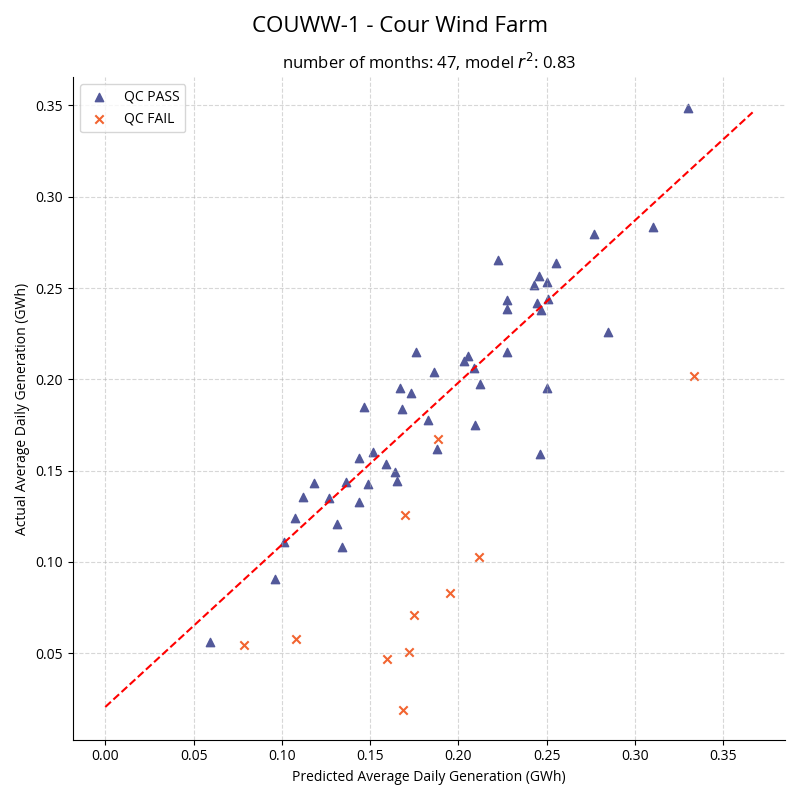 COUWW-1 - Cour Wind Farm
number of months: 47, model r²: 0.83
QC PASS
QC FAIL
0.35
0.30
0.25
0.20
0.15
0.10
0.05
Actual Average Daily Generation (GWh)
0.00 0.05 0.10 0.15 0.20 0.25 0.30 0.35
Predicted Average Daily Generation (GWh)